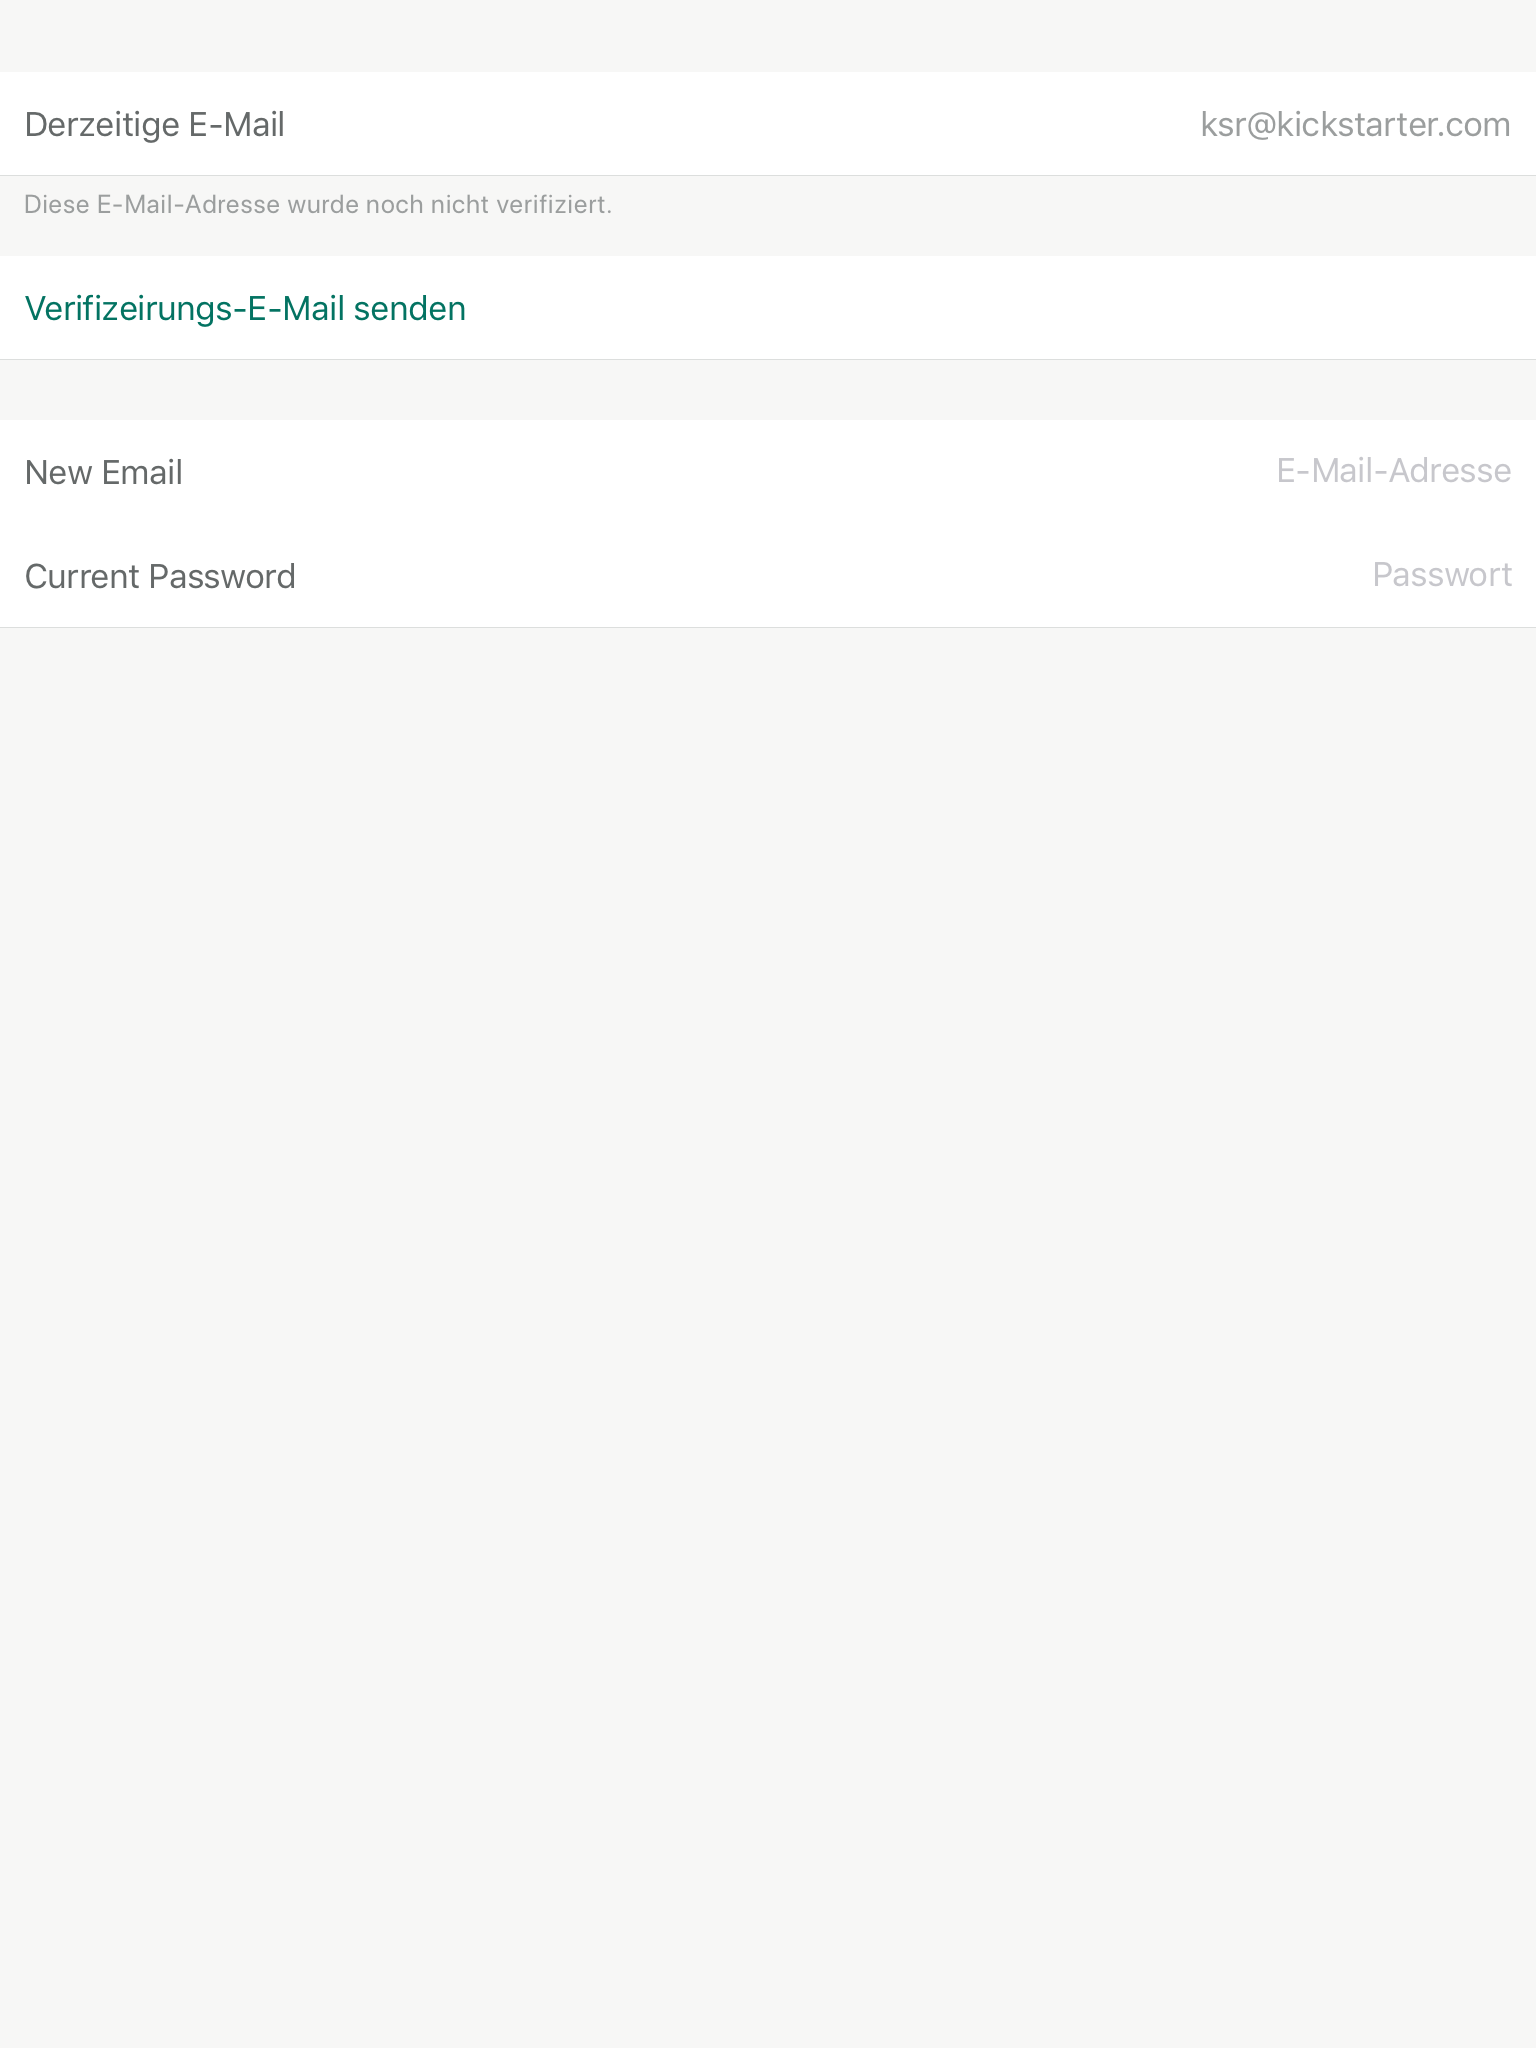 Derzeitige E-Mail ksr@kickstarter.com
Diese E-Mail-Adresse wurde noch nicht verifiziert.
Verifizeirungs-E-Mail senden
New Email E-Mail-Adresse
Current Password Passwort